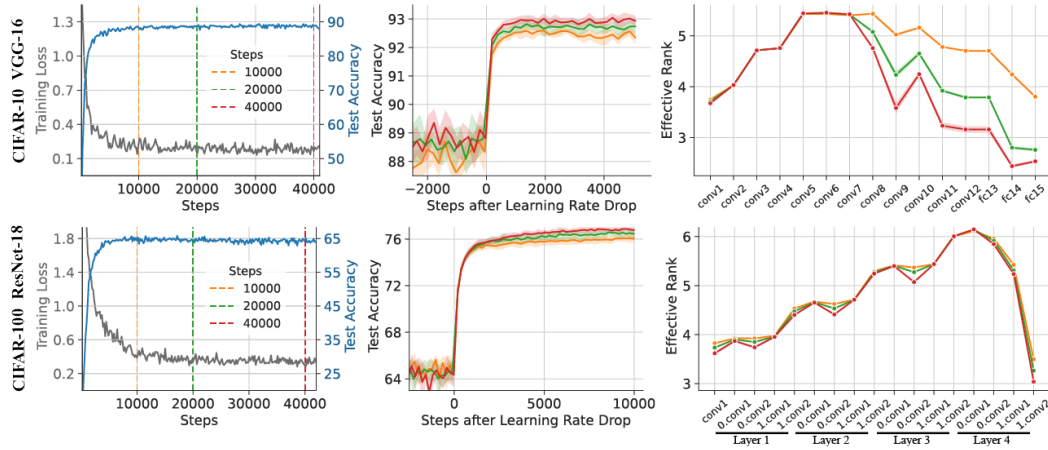 CIFAR-10 VGG-16
Training Loss
1.3
1.0
0.7
0.4
0.1
Steps
10000
20000
40000
90
80
70
60
50
Test Accuracy
10000 20000 30000 40000
Steps
Test Accuracy
93
92
91
90
89
88
−2000 0 2000 4000
Steps after Learning Rate Drop
Effective Rank
5
4
3
conv1 conv2 conv3 conv4 conv5 conv6 conv7 conv8 conv9 conv10 conv11 conv12 fc13 fc14 fc15
CIFAR-100 ResNet-18
Training Loss
1.8
1.4
1.0
0.6
0.2
Steps
10000
20000
40000
65
55
45
35
25
Test Accuracy
10000 20000 30000 40000
Steps
Test Accuracy
76
72
68
64
0 5000 10000
Steps after Learning Rate Drop
Effective Rank
6
5
4
3
conv1 0.conv1 0.conv2 1.conv1 1.conv2 0.conv1 0.conv2 1.conv1 1.conv2 0.conv1 0.conv2 1.conv1 1.conv2 0.conv1 0.conv2 1.conv1 1.conv2
Layer 1 Layer 2 Layer 3 Layer 4